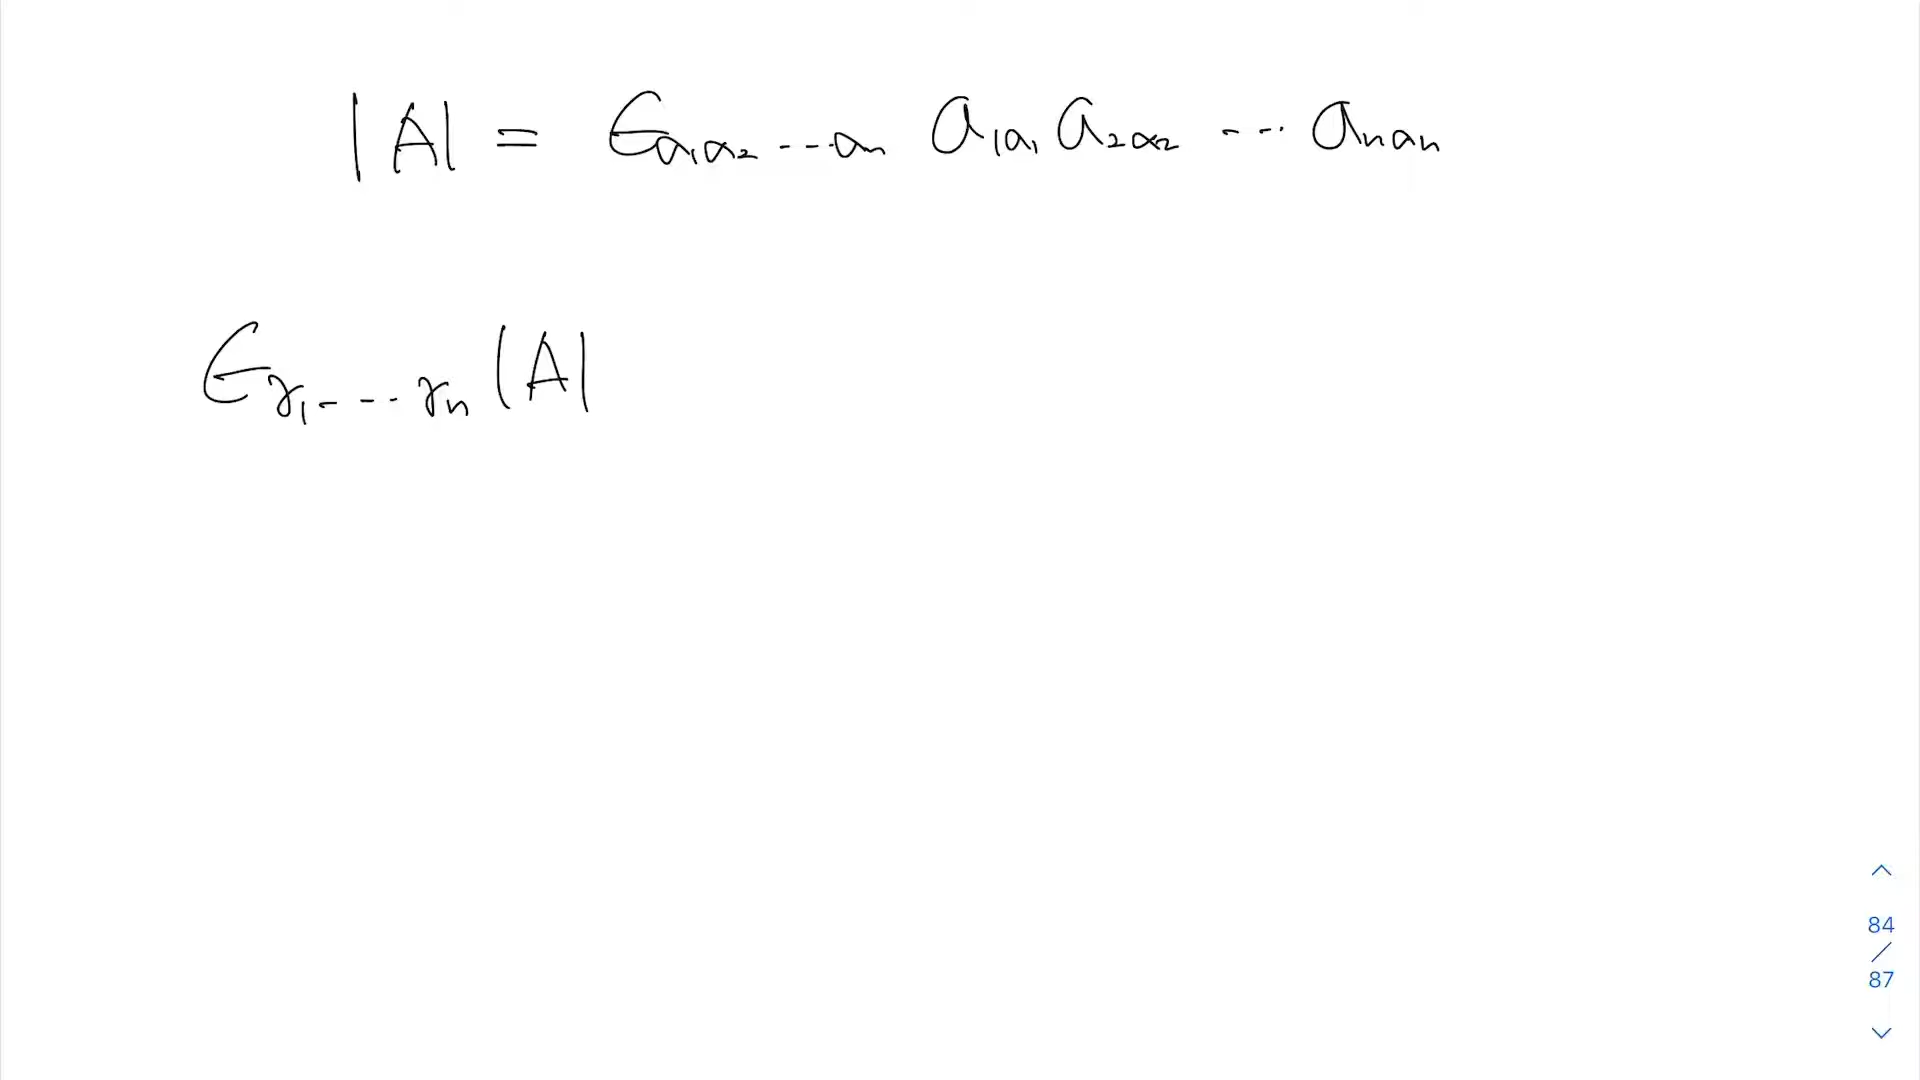 |A| = ϵ_{α₁α₂…αₙ} a_{1α₁} a_{2α₂} … a_{nαₙ}
ϵ_{γ₁…γₙ} |A|
84
/
87